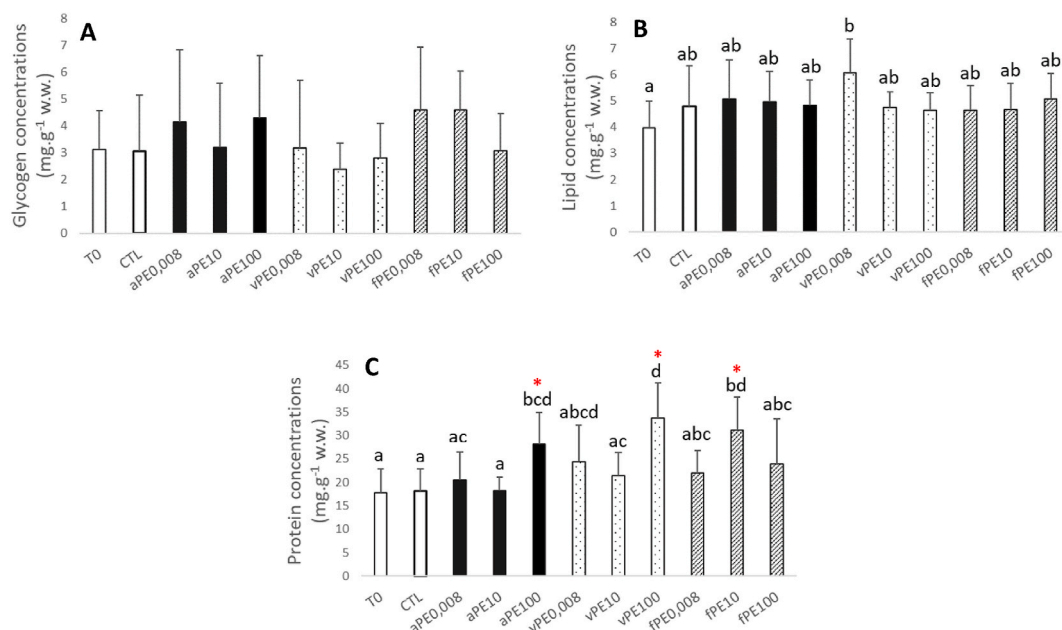 A
Glycogen concentrations
(mg.g⁻¹ w.w.)
8
7
6
5
4
3
2
1
0
T0 CTL aPE0,008 aPE10 aPE100 vPE0,008 vPE10 vPE100 fPE0,008 fPE10 fPE100
B
Lipid concentrations
(mg.g⁻¹ w.w.)
8
7
6
5
4
3
2
1
0
a ab ab ab ab b ab ab ab ab ab
T0 CTL aPE0,008 aPE10 aPE100 vPE0,008 vPE10 vPE100 fPE0,008 fPE10 fPE100
C
Protein concentrations
(mg.g⁻¹ w.w.)
45
40
35
30
25
20
15
10
5
0
* * *
a a ac a bcd abcd ac d abc bd abc
T0 CTL aPE0,008 aPE10 aPE100 vPE0,008 vPE10 vPE100 fPE0,008 fPE10 fPE100